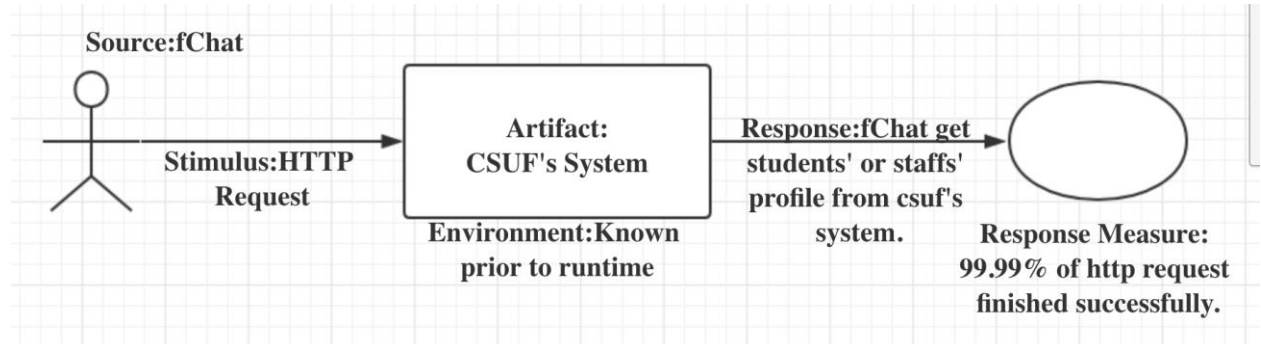 Source:fChat
Stimulus:HTTP
Request
Artifact:
CSUF's System
Environment:Known
prior to runtime
Response:fChat get
students' or staffs'
profile from csuf's
system.
Response Measure:
99.99% of http request
finished successfully.